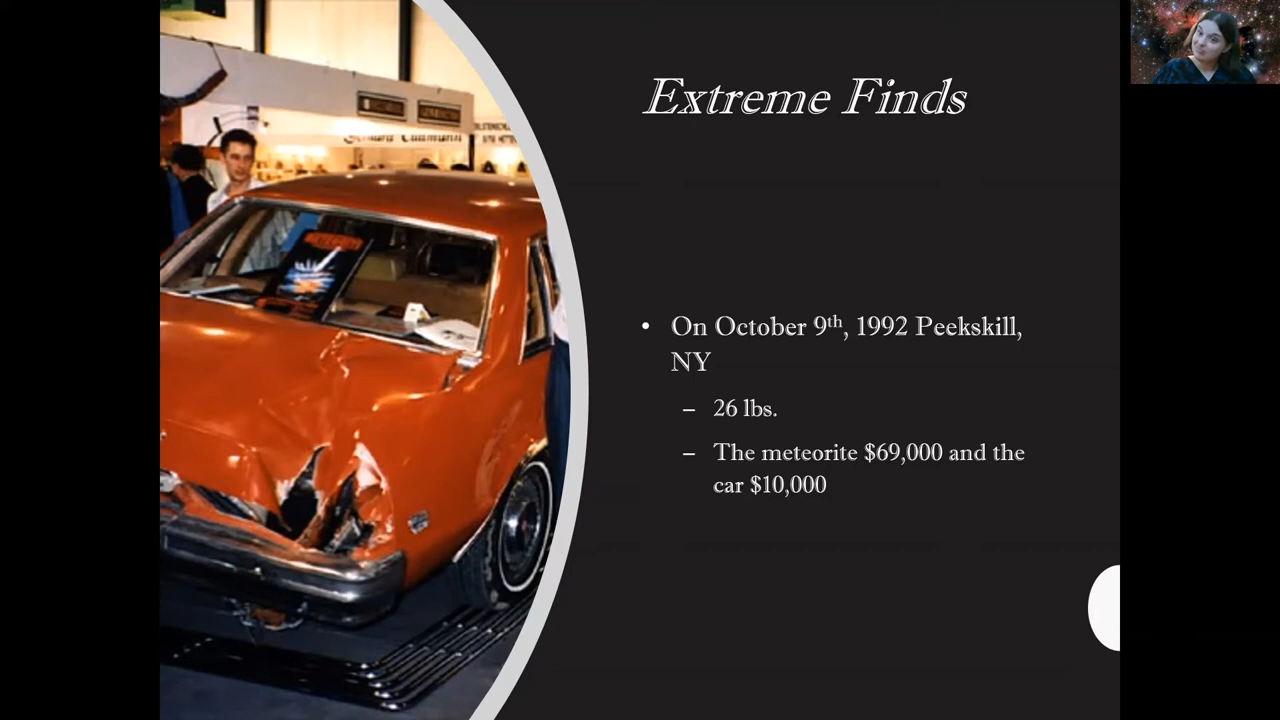 Extreme Finds
• On October 9th, 1992 Peekskill,
NY
– 26 lbs.
– The meteorite $69,000 and the
car $10,000